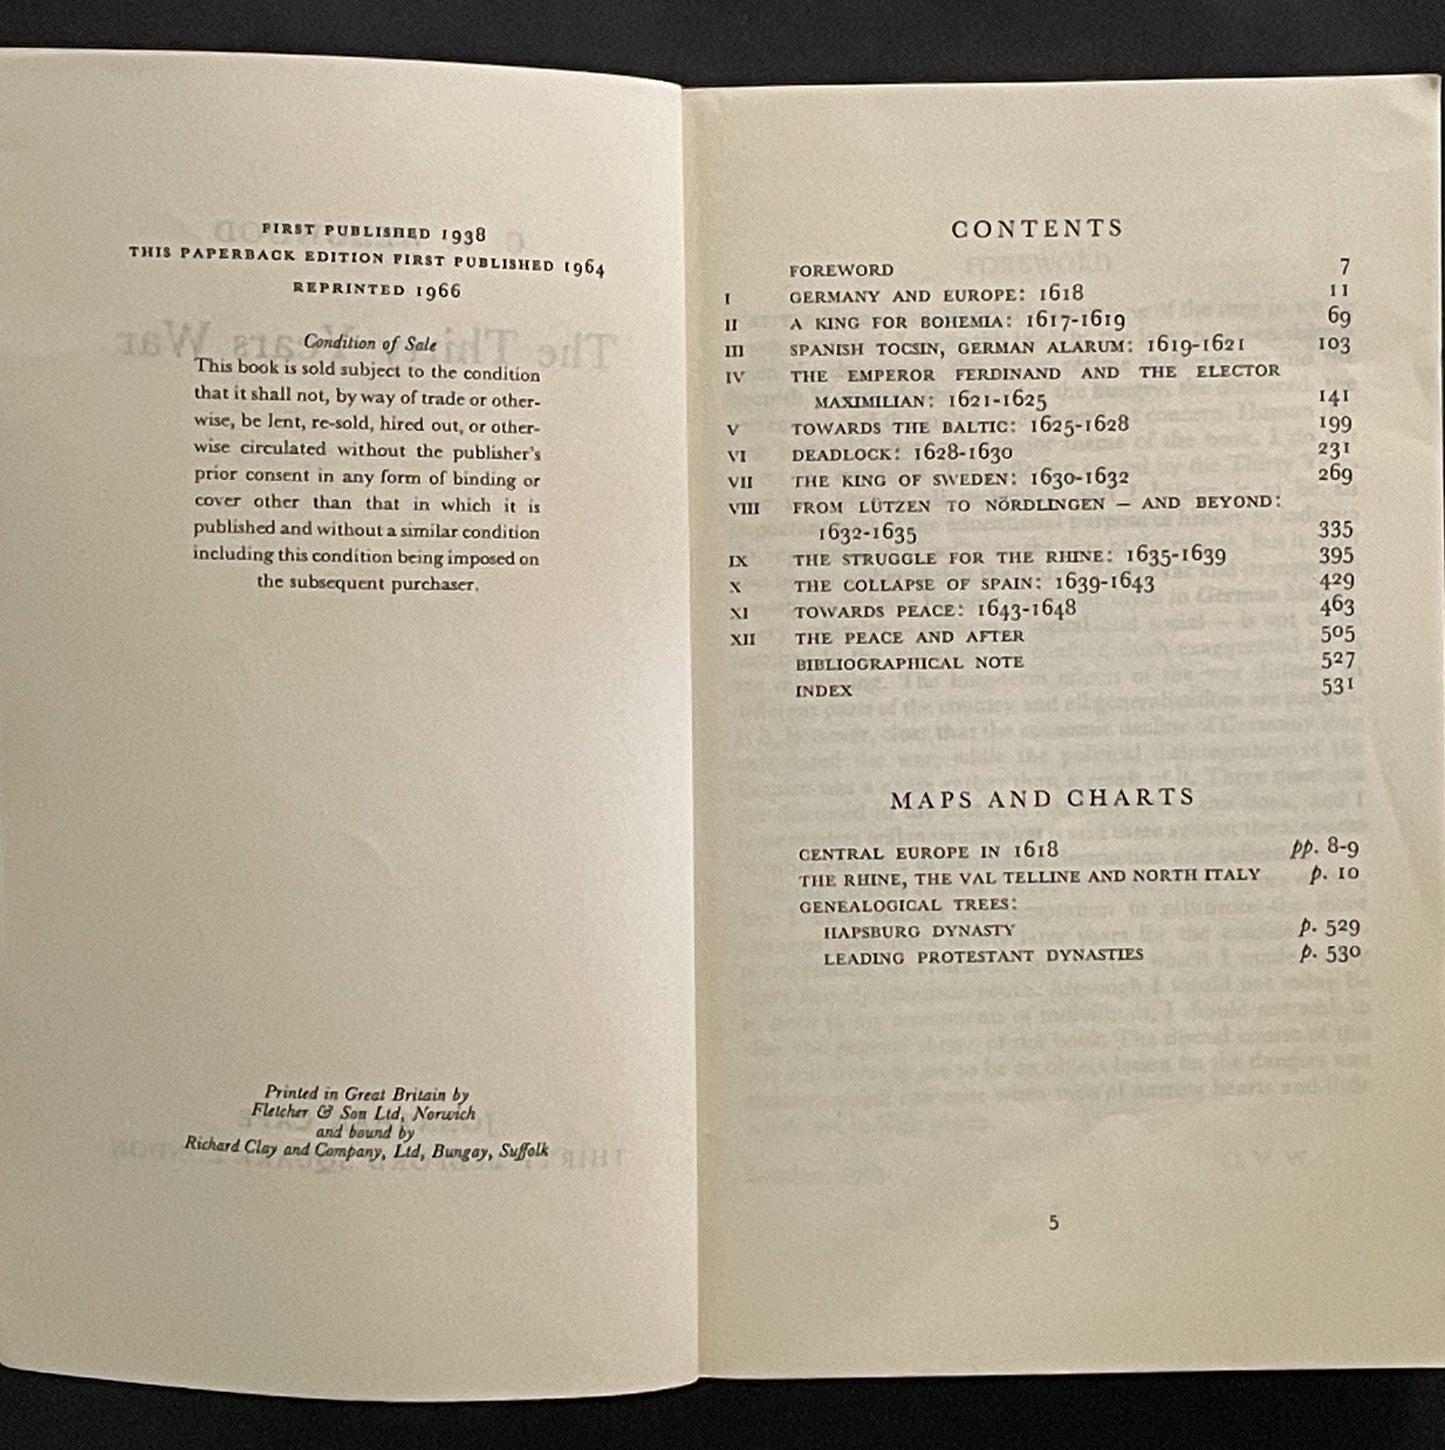 FIRST PUBLISHED 1938
THIS PAPERBACK EDITION FIRST PUBLISHED 1964
REPRINTED 1966
Condition of Sale
This book is sold subject to the condition
that it shall not, by way of trade or other-
wise, be lent, re-sold, hired out, or other-
wise circulated without the publisher's
prior consent in any form of binding or
cover other than that in which it is
published and without a similar condition
including this condition being imposed on
the subsequent purchaser.
Printed in Great Britain by
Fletcher & Son Ltd, Norwich
and bound by
Richard Clay and Company, Ltd, Bungay, Suffolk
CONTENTS
FOREWORD 7
I GERMANY AND EUROPE: 1618 11
II A KING FOR BOHEMIA: 1617-1619 69
III SPANISH TOCSIN, GERMAN ALARUM: 1619-1621 103
IV THE EMPEROR FERDINAND AND THE ELECTOR
MAXIMILIAN: 1621-1625 141
V TOWARDS THE BALTIC: 1625-1628 199
VI DEADLOCK: 1628-1630 231
VII THE KING OF SWEDEN: 1630-1632 269
VIII FROM LÜTZEN TO NÖRDLINGEN – AND BEYOND:
1632-1635 335
IX THE STRUGGLE FOR THE RHINE: 1635-1639 395
X THE COLLAPSE OF SPAIN: 1639-1643 429
XI TOWARDS PEACE: 1643-1648 463
XII THE PEACE AND AFTER 505
BIBLIOGRAPHICAL NOTE 527
INDEX 531
MAPS AND CHARTS
CENTRAL EUROPE IN 1618 pp. 8-9
THE RHINE, THE VAL TELLINE AND NORTH ITALY p. 10
GENEALOGICAL TREES:
HAPSBURG DYNASTY p. 529
LEADING PROTESTANT DYNASTIES p. 530
5